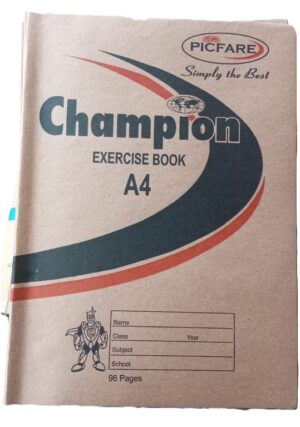 PICFARE
Simply the Best
Champion
EXERCISE BOOK
A4
Name
Class Year
Subject
School
96 Pages